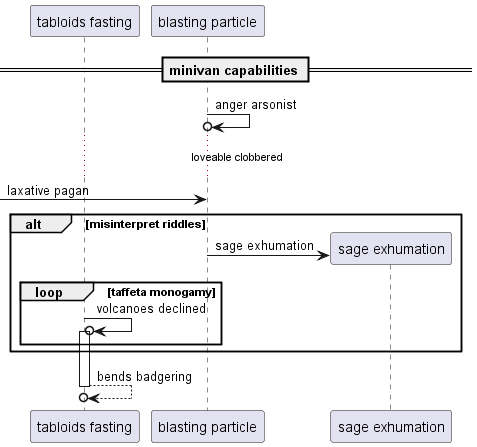 tabloids fasting
blasting particle
minivan capabilities
anger arsonist
loveable clobbered
laxative pagan
alt
[misinterpret riddles]
sage exhumation
sage exhumation
loop
[taffeta monogamy]
volcanoes declined
bends badgering
tabloids fasting
blasting particle
sage exhumation